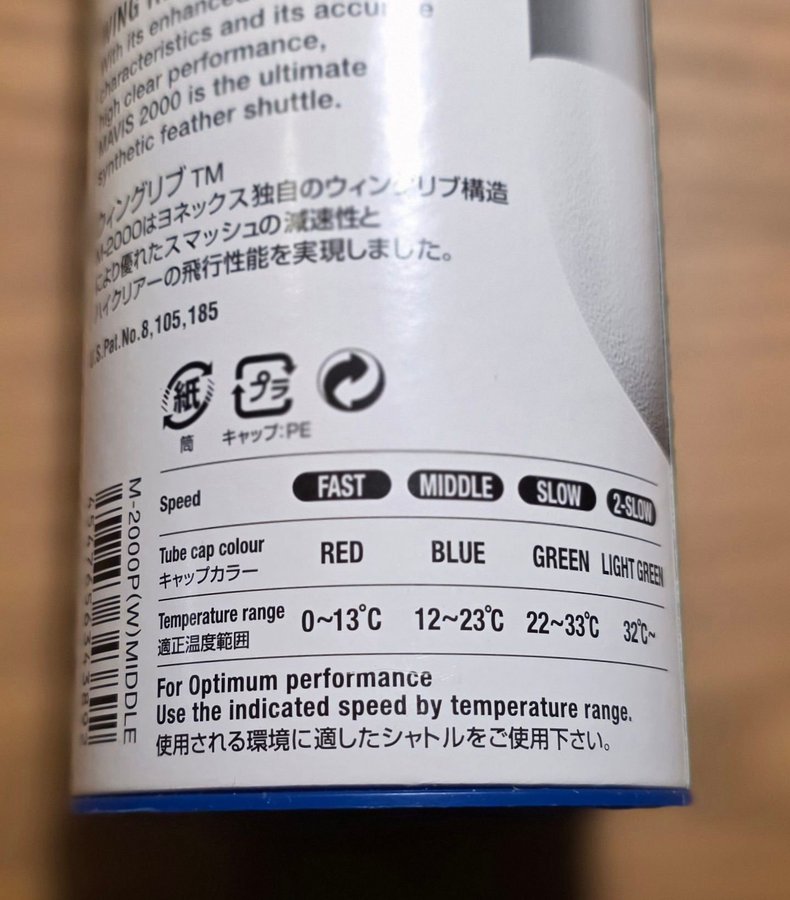 WING R
with its enhanced
characteristics and its accu e
high clear performance,
MAVIS 2000 is the ultimate
synthetic feather shuttle.
ウィングリブTM
M-2000はヨネックス独自のウィングリブ構造
により優れたスマッシュの減速性と
ハイクリアーの飛行性能を実現しました。
U.S.Pat.No.8,105,185
紙 プラ
筒 キャップ:PE
Speed FAST MIDDLE SLOW 2-SLOW
Tube cap colour RED BLUE GREEN LIGHT GREEN
キャップカラー
Temperature range 0~13℃ 12~23℃ 22~33℃ 32℃~
適正温度範囲
For Optimum performance
Use the indicated speed by temperature range.
使用される環境に適したシャトルをご使用下さい。
M-2000P(W)MIDDLE